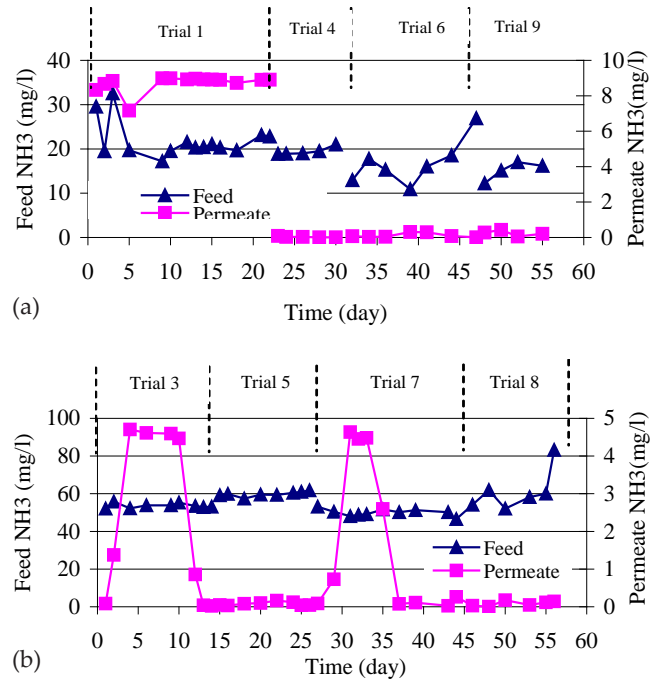 Trial 1 Trial 4 Trial 6 Trial 9
Feed NH3 (mg/l)
40
30
20
10
0
10
8
6
4
2
0
Permeate NH3(mg/l)
Feed
Permeate
0 5 10 15 20 25 30 35 40 45 50 55 60
Time (day)
(a)
Trial 3 Trial 5 Trial 7 Trial 8
Feed NH3 (mg/l)
100
80
60
40
20
0
5
4
3
2
1
0
Permeate NH3 (mg/l)
Feed
Permeate
0 5 10 15 20 25 30 35 40 45 50 55 60
Time (day)
(b)